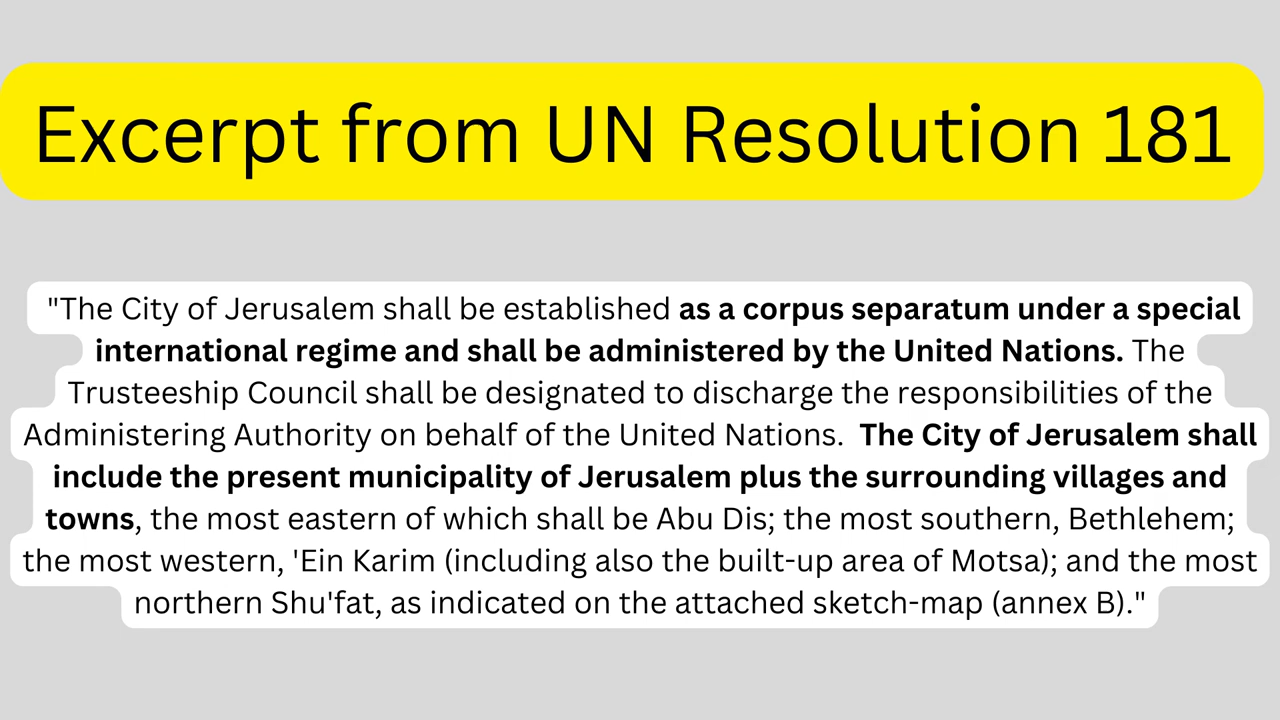 Excerpt from UN Resolution 181
"The City of Jerusalem shall be established as a corpus separatum under a special
international regime and shall be administered by the United Nations. The
Trusteeship Council shall be designated to discharge the responsibilities of the
Administering Authority on behalf of the United Nations.  The City of Jerusalem shall
include the present municipality of Jerusalem plus the surrounding villages and
towns, the most eastern of which shall be Abu Dis; the most southern, Bethlehem;
the most western, 'Ein Karim (including also the built-up area of Motsa); and the most
northern Shu'fat, as indicated on the attached sketch-map (annex B)."